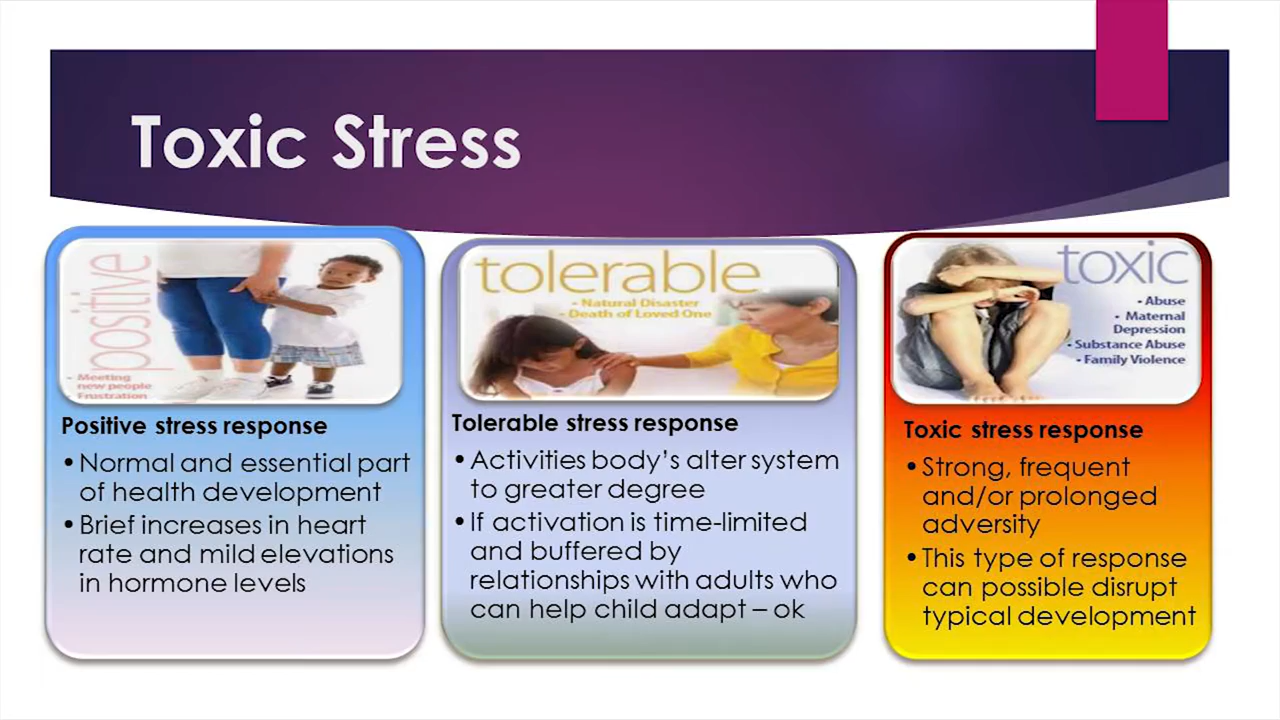 Toxic Stress
positive
- Meeting
new people
- Frustration
Positive stress response
• Normal and essential part
of health development
• Brief increases in heart
rate and mild elevations
in hormone levels
tolerable
- Natural Disaster
- Death of Loved One
Tolerable stress response
• Activities body's alter system
to greater degree
• If activation is time-limited
and buffered by
relationships with adults who
can help child adapt – ok
toxic
• Abuse
• Maternal
Depression
• Substance Abuse
• Family Violence
Toxic stress response
• Strong, frequent
and/or prolonged
adversity
• This type of response
can possible disrupt
typical development